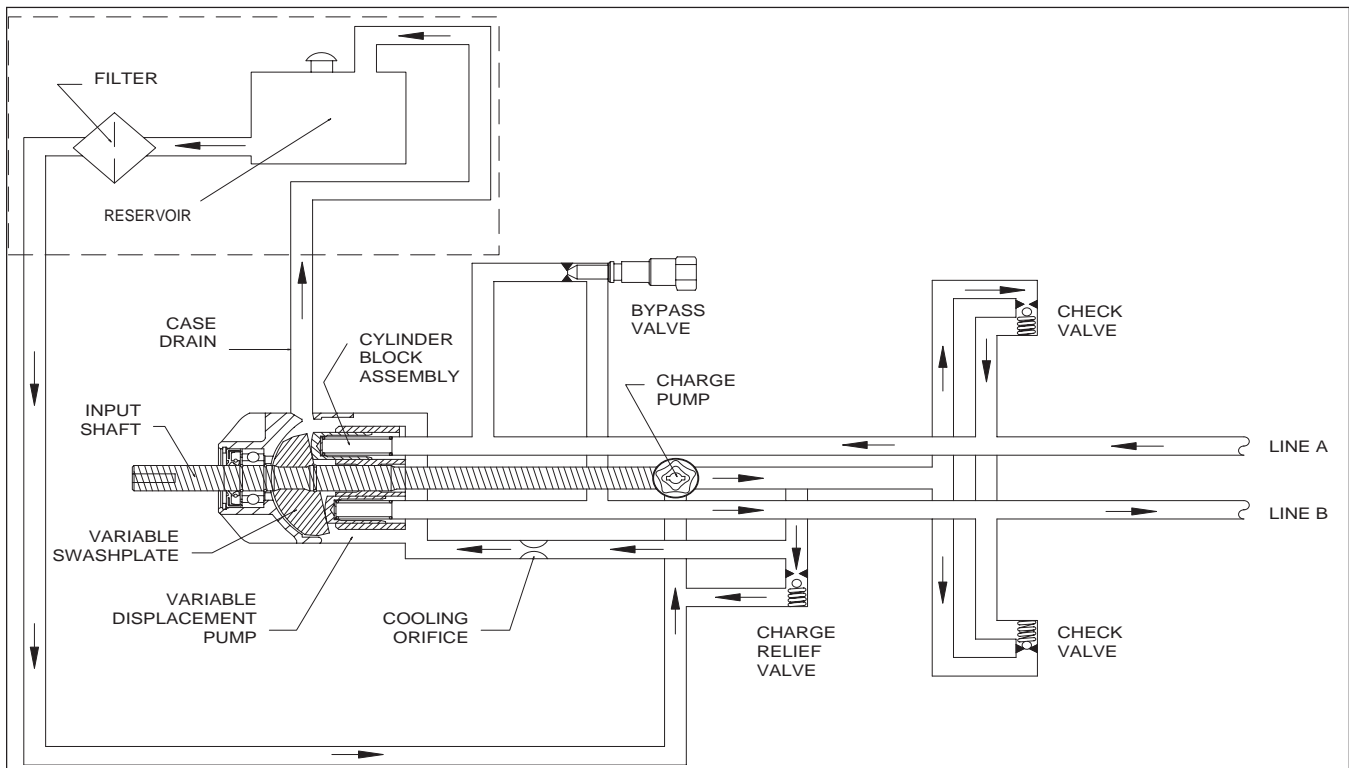 FILTER
RESERVOIR
CASE
DRAIN
CYLINDER
BLOCK
ASSEMBLY
BYPASS
VALVE
CHECK
VALVE
INPUT
SHAFT
CHARGE
PUMP
LINE A
LINE B
VARIABLE
SWASHPLATE
VARIABLE
DISPLACEMENT
PUMP
COOLING
ORIFICE
CHARGE
RELIEF
VALVE
CHECK
VALVE